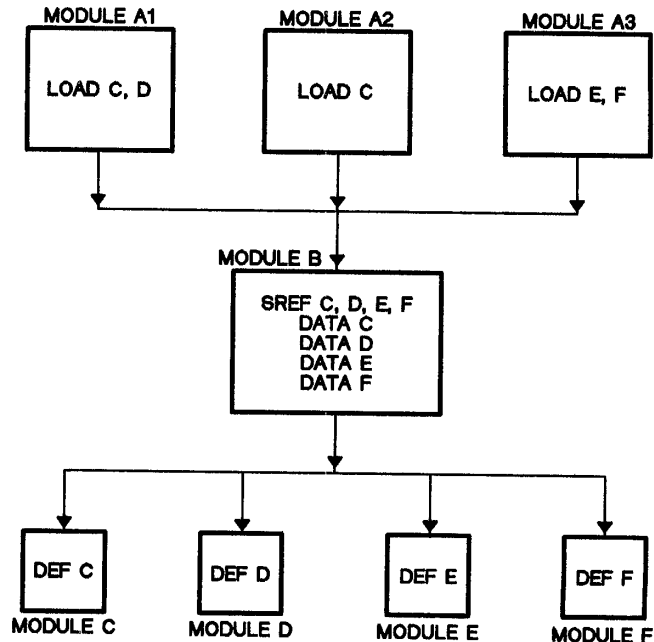 MODULE A1
MODULE A2
MODULE A3
LOAD C, D
LOAD C
LOAD E, F
MODULE B
SREF C, D, E, F
DATA C
DATA D
DATA E
DATA F
DEF C
DEF D
DEF E
DEF F
MODULE C
MODULE D
MODULE E
MODULE F